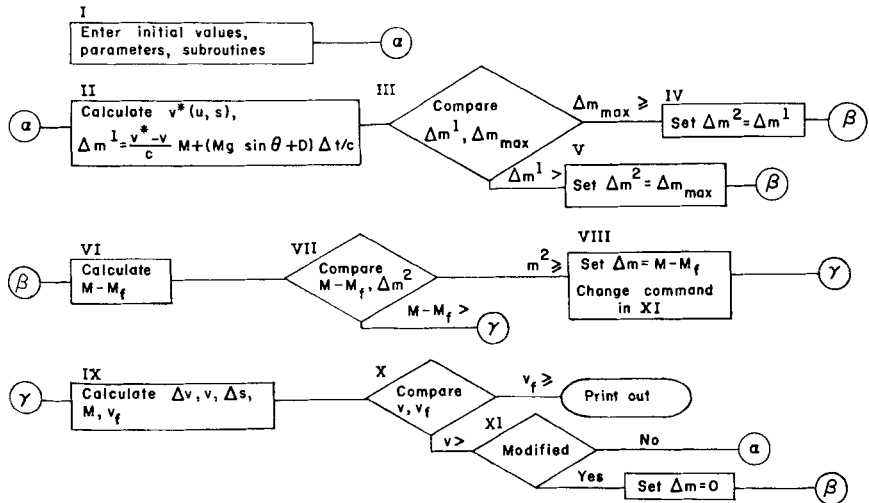 I
Enter initial values,
parameters, subroutines
α
II
α
Calculate v*(u, s),
Δm¹ = (v* − v)/c M + (Mg sin θ + D) Δt/c
III
Compare
Δm¹, Δm_max
Δm_max ≥
IV
Set Δm² = Δm¹
β
Δm¹ >
V
Set Δm² = Δm_max
β
VI
β
Calculate
M − M_f
VII
Compare
M − M_f, Δm²
m² ≥
VIII
Set Δm = M − M_f
Change command
in XI
γ
M − M_f >
γ
IX
γ
Calculate Δv, v, Δs,
M, v_f
X
Compare
v, v_f
v_f ≥
Print out
v >
XI
Modified
No
α
Yes
Set Δm = 0
β